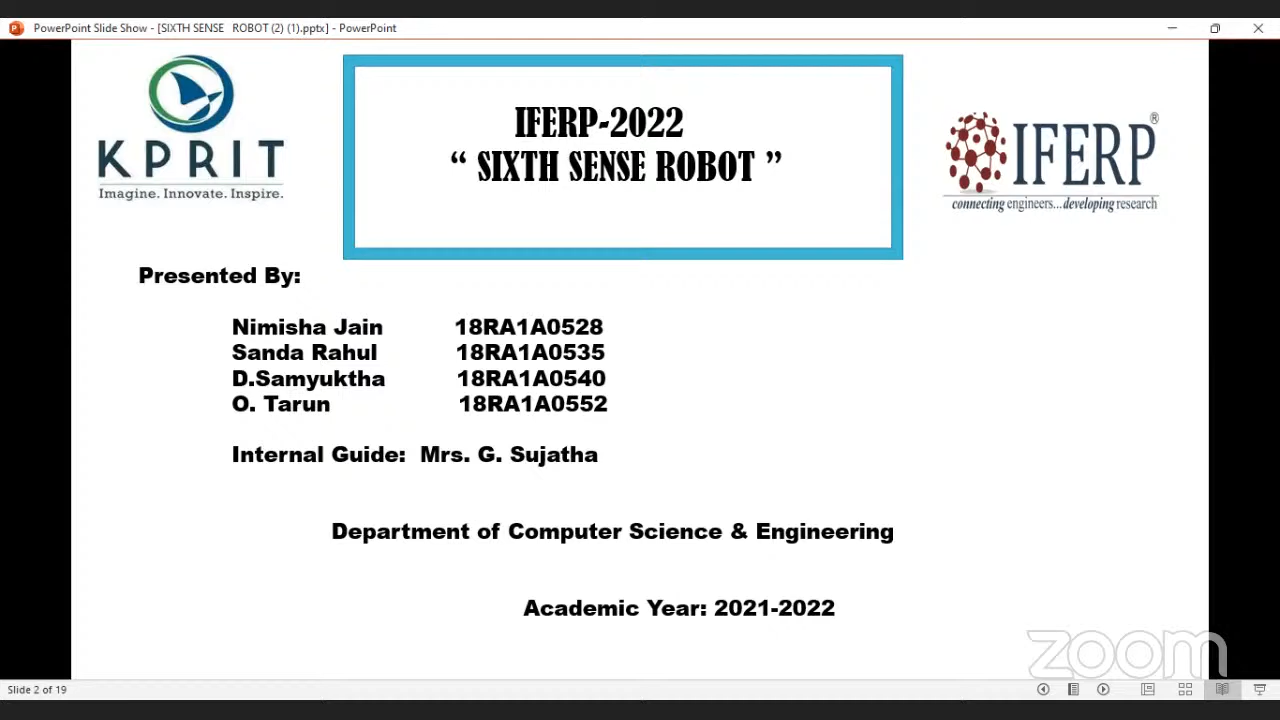 PowerPoint Slide Show - [SIXTH SENSE ROBOT (2) (1).pptx] - PowerPoint
KPRIT
Imagine. Innovate. Inspire.
IFERP-2022
“ SIXTH SENSE ROBOT ”
IFERP®
connecting engineers...developing research
Presented By:
Nimisha Jain 18RA1A0528
Sanda Rahul 18RA1A0535
D.Samyuktha 18RA1A0540
O. Tarun 18RA1A0552
Internal Guide: Mrs. G. Sujatha
Department of Computer Science & Engineering
Academic Year: 2021-2022
zoom
Slide 2 of 19